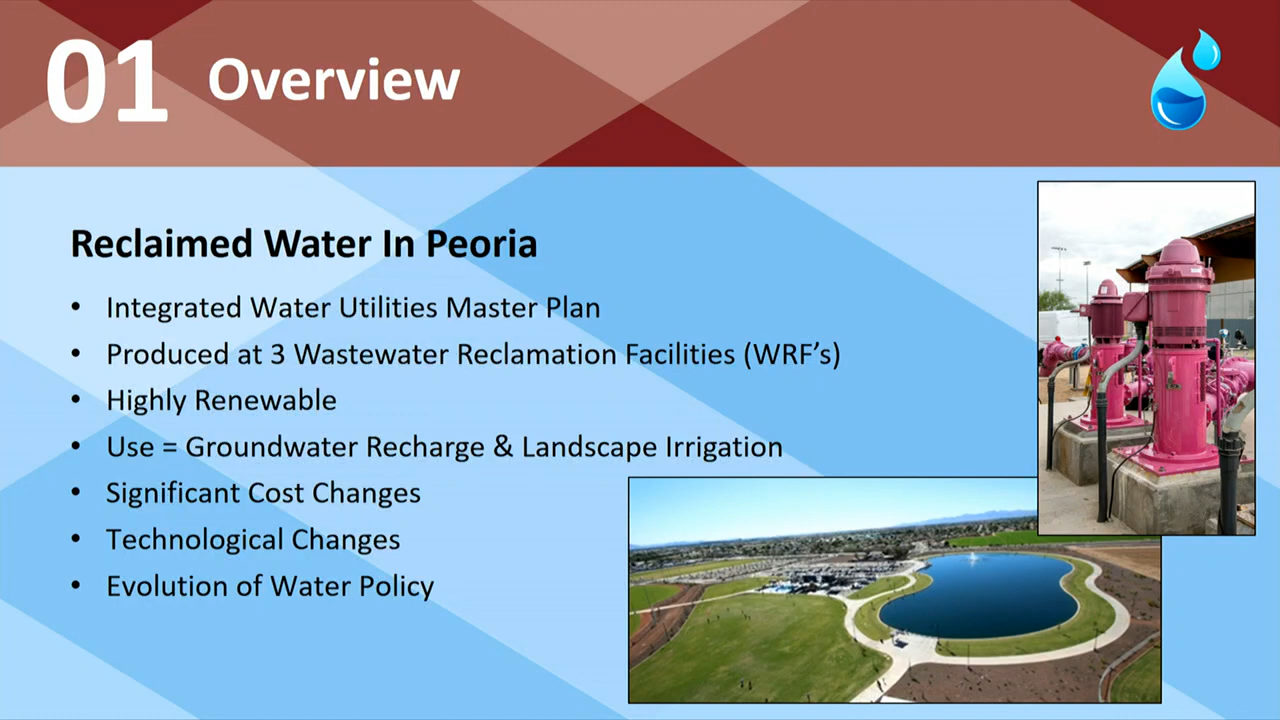 01 Overview
Reclaimed Water In Peoria
• Integrated Water Utilities Master Plan
• Produced at 3 Wastewater Reclamation Facilities (WRF’s)
• Highly Renewable
• Use = Groundwater Recharge & Landscape Irrigation
• Significant Cost Changes
• Technological Changes
• Evolution of Water Policy